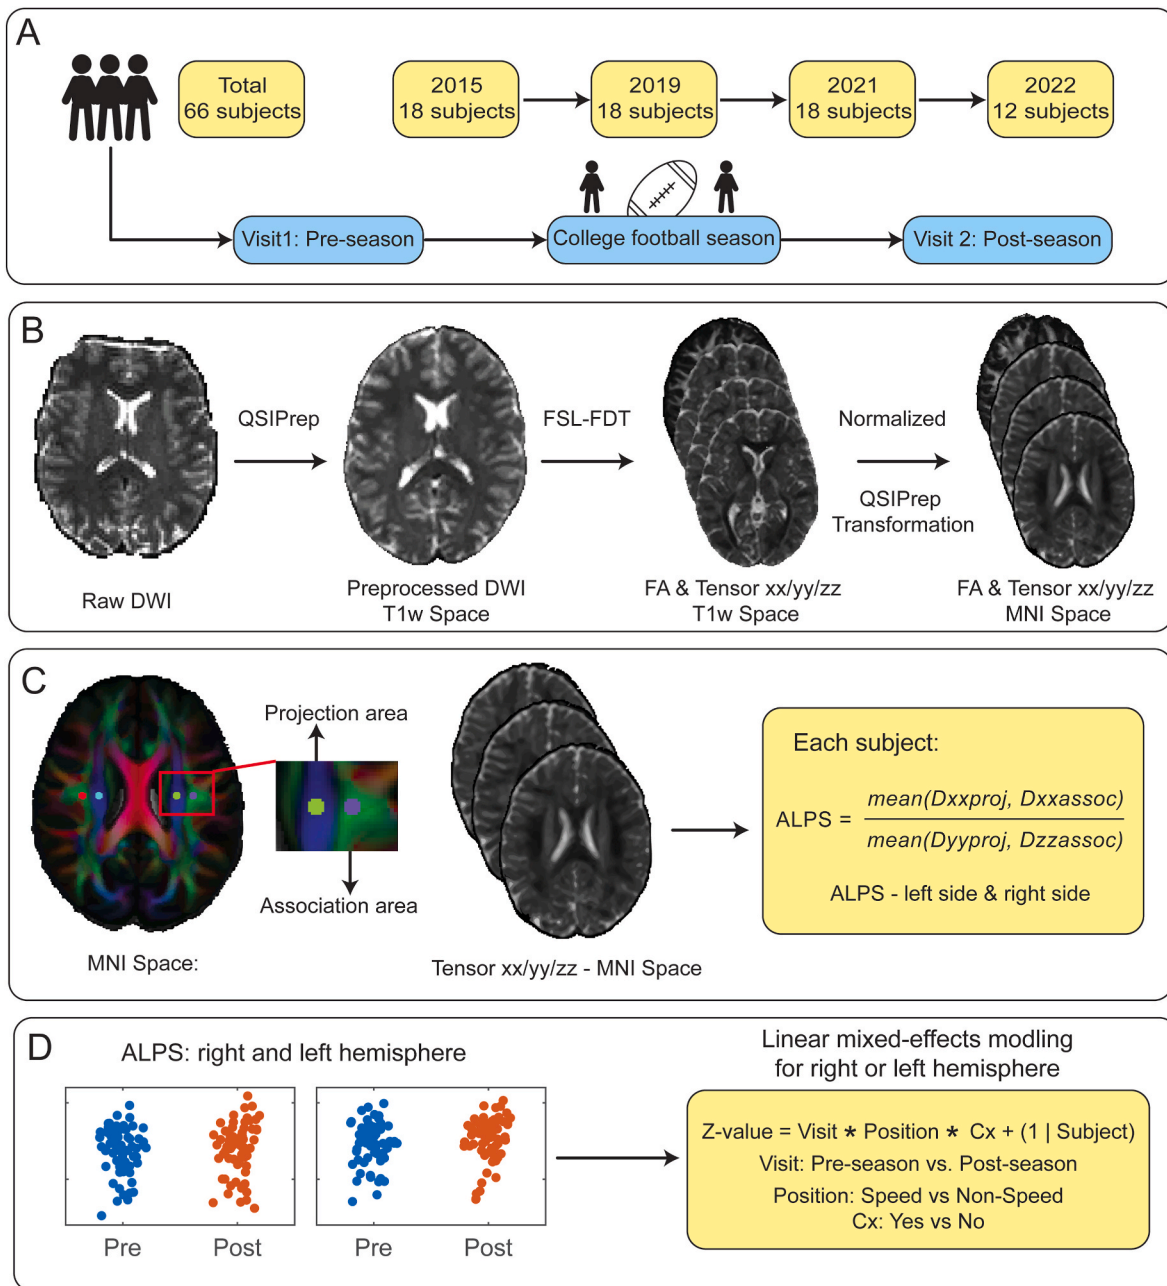 A
Total
66 subjects
2015
18 subjects
2019
18 subjects
2021
18 subjects
2022
12 subjects
Visit1: Pre-season
College football season
Visit 2: Post-season
B
QSIPrep
FSL-FDT
Normalized
QSIPrep
Transformation
Raw DWI
Preprocessed DWI
T1w Space
FA & Tensor xx/yy/zz
T1w Space
FA & Tensor xx/yy/zz
MNI Space
C
Projection area
Association area
MNI Space:
Tensor xx/yy/zz - MNI Space
Each subject:
ALPS = mean(Dxxproj, Dxxassoc)
mean(Dyyproj, Dzzassoc)
ALPS - left side & right side
D
ALPS: right and left hemisphere
Pre
Post
Pre
Post
Linear mixed-effects modling
for right or left hemisphere
Z-value = Visit * Position * Cx + (1 | Subject)
Visit: Pre-season vs. Post-season
Position: Speed vs Non-Speed
Cx: Yes vs No